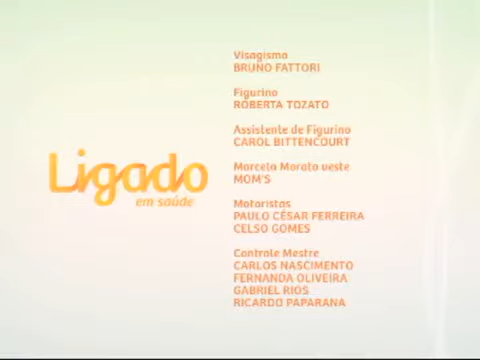 Ligado
em saúde
Visagismo
BRUNO FATTORI
Figurino
ROBERTA TOZATO
Assistente de Figurino
CAROL BITTENCOURT
Marcela Morato veste
MOM'S
Motoristas
PAULO CÉSAR FERREIRA
CELSO GOMES
Controle Mestre
CARLOS NASCIMENTO
FERNANDA OLIVEIRA
GABRIEL RIOS
RICARDO PAPARANA